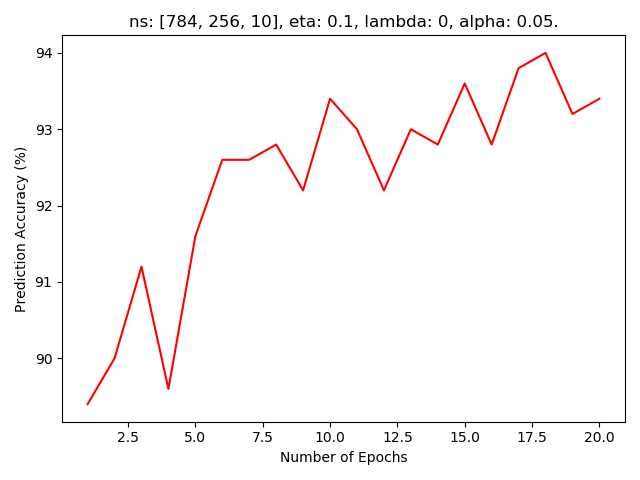 ns: [784, 256, 10], eta: 0.1, lambda: 0, alpha: 0.05.
Prediction Accuracy (%)
94
93
92
91
90
2.5 5.0 7.5 10.0 12.5 15.0 17.5 20.0
Number of Epochs